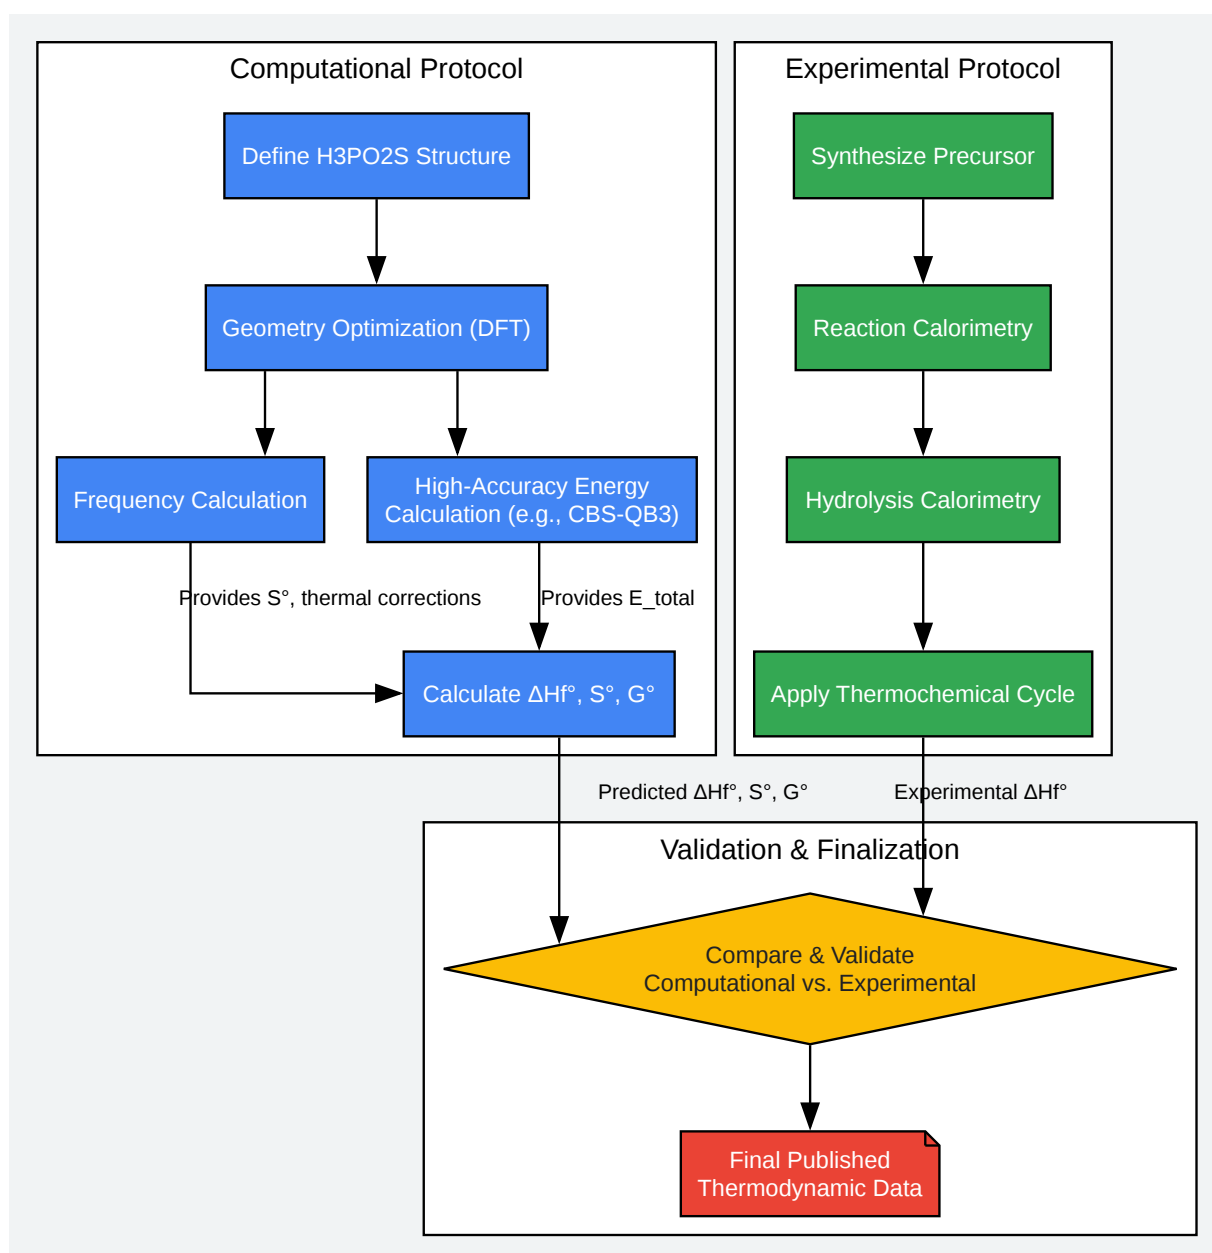 Computational Protocol
Define H3PO2S Structure
Geometry Optimization (DFT)
Frequency Calculation
High-Accuracy Energy
Calculation (e.g., CBS-QB3)
Provides S°, thermal corrections
Provides E_total
Calculate ΔHf°, S°, G°
Experimental Protocol
Synthesize Precursor
Reaction Calorimetry
Hydrolysis Calorimetry
Apply Thermochemical Cycle
Predicted ΔHf°, S°, G°
Experimental ΔHf°
Validation & Finalization
Compare & Validate
Computational vs. Experimental
Final Published
Thermodynamic Data